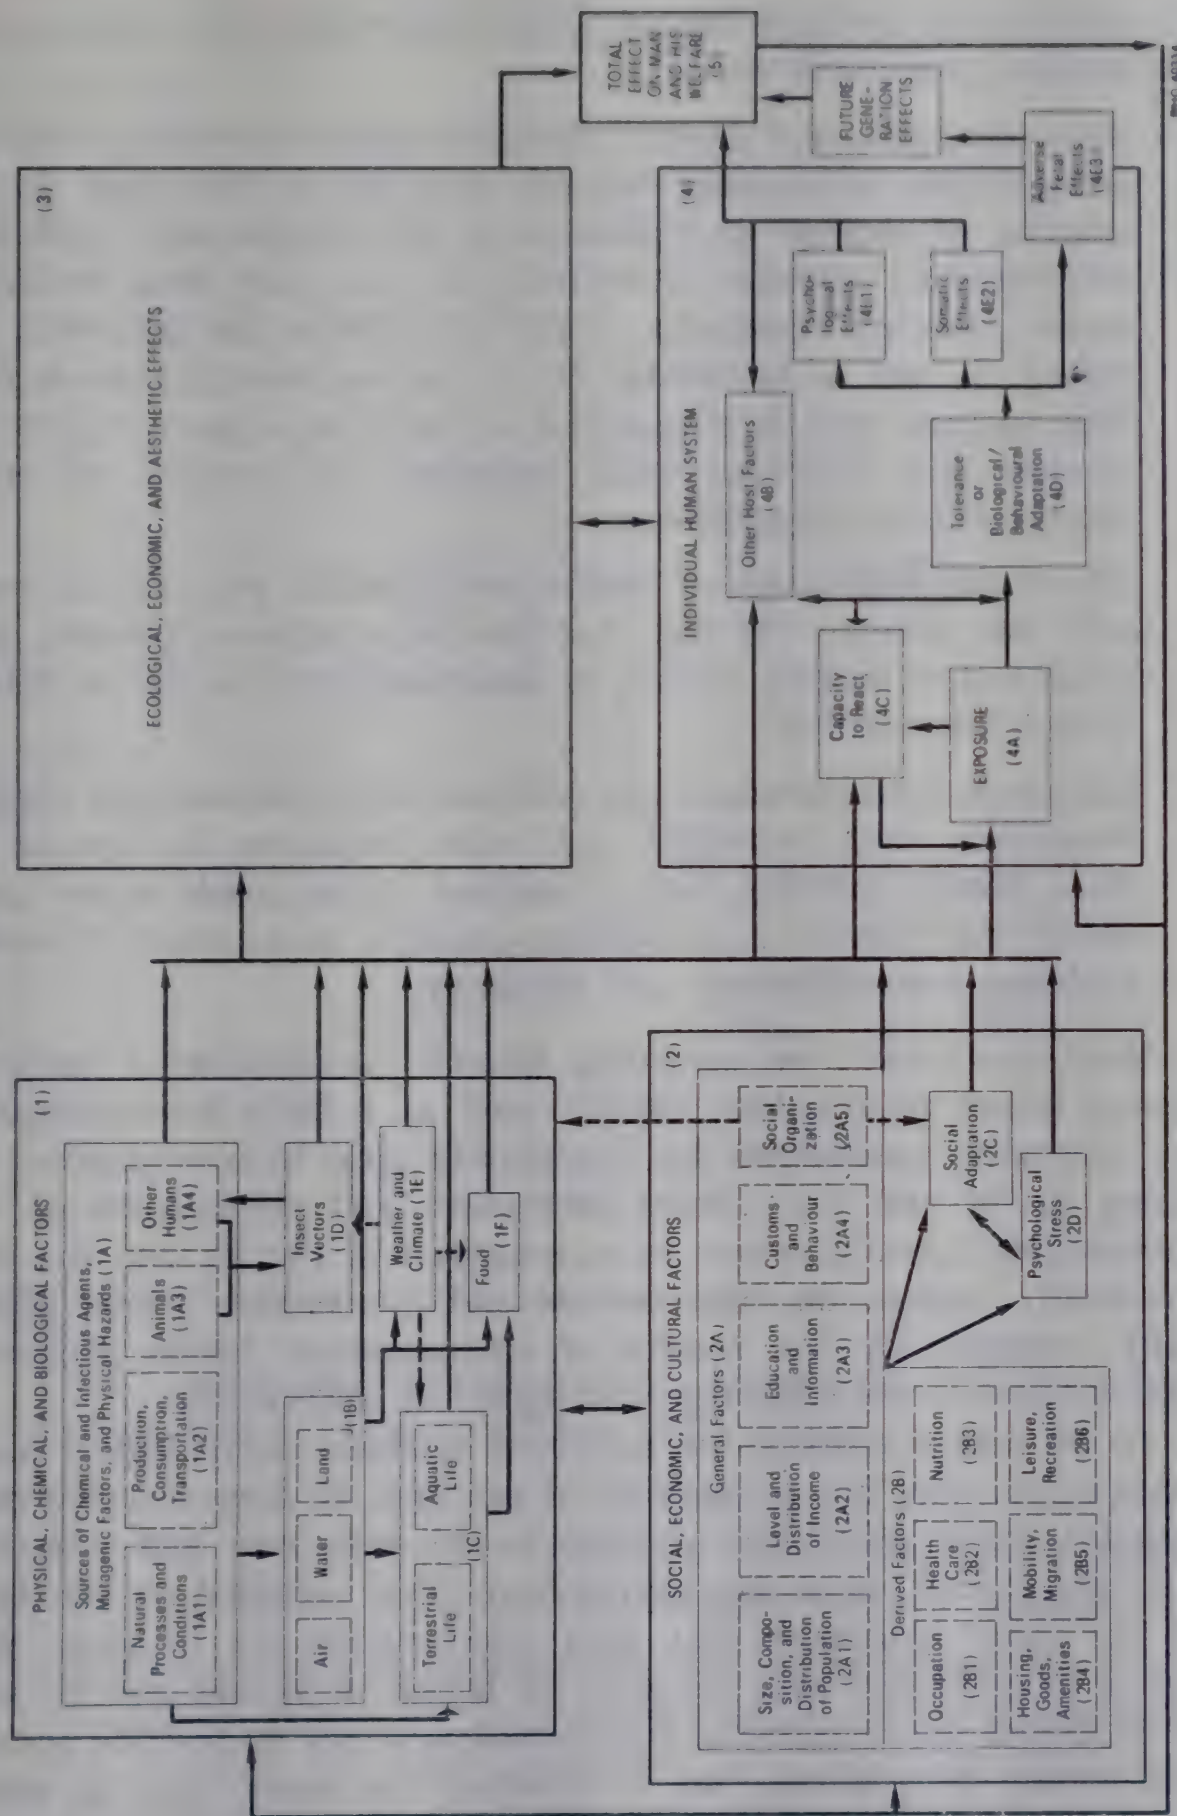 PHYSICAL, CHEMICAL, AND BIOLOGICAL FACTORS
(1)
Sources of Chemical and Infectious Agents,
Mutagenic Factors, and Physical Hazards (1A)
Natural
Processes and
Conditions
(1A1)
Production,
Consumption,
Transportation
(1A2)
Animals
(1A3)
Other
Humans
(1A4)
Air
Water
Land
(1B)
Insect
Vectors
(1D)
Terrestrial
Life
Aquatic
Life
(1C)
Weather and
Climate (1E)
Food
(1F)
SOCIAL, ECONOMIC, AND CULTURAL FACTORS
(2)
General Factors (2A)
Size, Compo-
sition, and
Distribution
of Population
(2A1)
Level and
Distribution
of Income
(2A2)
Education
and
Information
(2A3)
Customs
and
Behaviour
(2A4)
Social
Organi-
zation
(2A5)
Derived Factors (2B)
Occupation
(2B1)
Health
Care
(2B2)
Nutrition
(2B3)
Housing,
Goods,
Amenities
(2B4)
Mobility,
Migration
(2B5)
Leisure,
Recreation
(2B6)
Social
Adaptation
(2C)
Psychological
Stress
(2D)
ECOLOGICAL, ECONOMIC, AND AESTHETIC EFFECTS
(3)
INDIVIDUAL HUMAN SYSTEM
(4)
Other Host Factors
(4B)
Capacity
to React
(4C)
EXPOSURE
(4A)
Tolerance
or
Biological/
Behavioural
Adaptation
(4D)
Psycho-
logical
Effects
(4E1)
Somatic
Effects
(4E2)
Adverse
Fetal
Effects
(4E3)
TOTAL
EFFECT
ON MAN
AND HIS
WELFARE
(5)
FUTURE
GENE-
RATION
EFFECTS